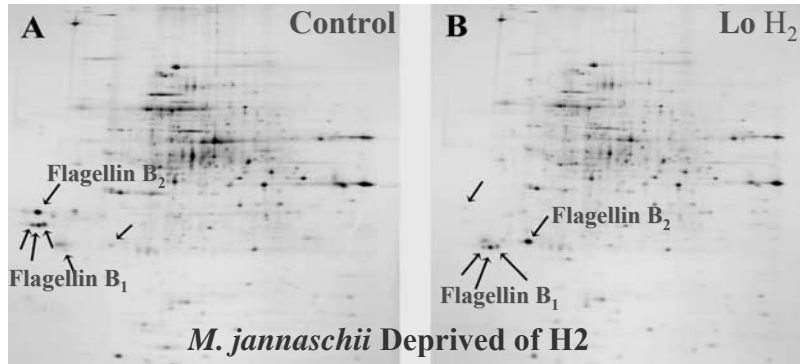 A Control
B Lo H₂
Flagellin B₂
Flagellin B₁
Flagellin B₂
Flagellin B₁
M. jannaschii Deprived of H2